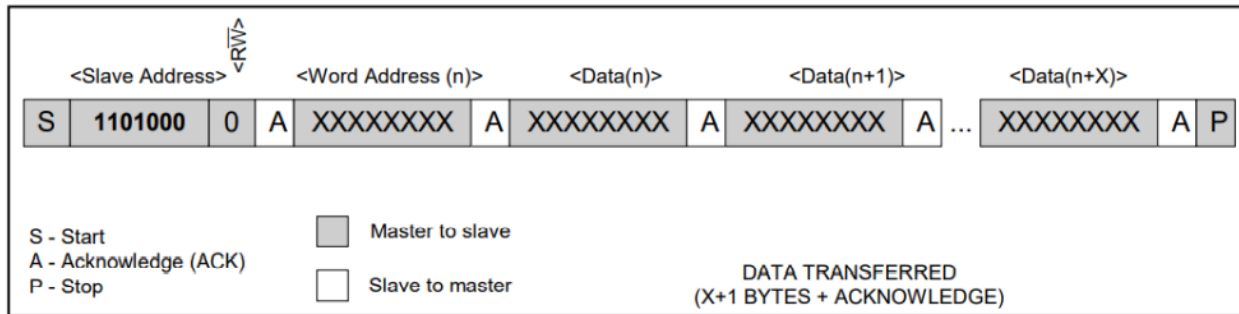 <RW̅>
<Slave Address> <Word Address (n)> <Data(n)> <Data(n+1)> <Data(n+X)>
S 1101000 0 A XXXXXXXX A XXXXXXXX A XXXXXXXX A ... XXXXXXXX A P
S - Start
A - Acknowledge (ACK)
P - Stop
Master to slave
Slave to master
DATA TRANSFERRED
(X+1 BYTES + ACKNOWLEDGE)